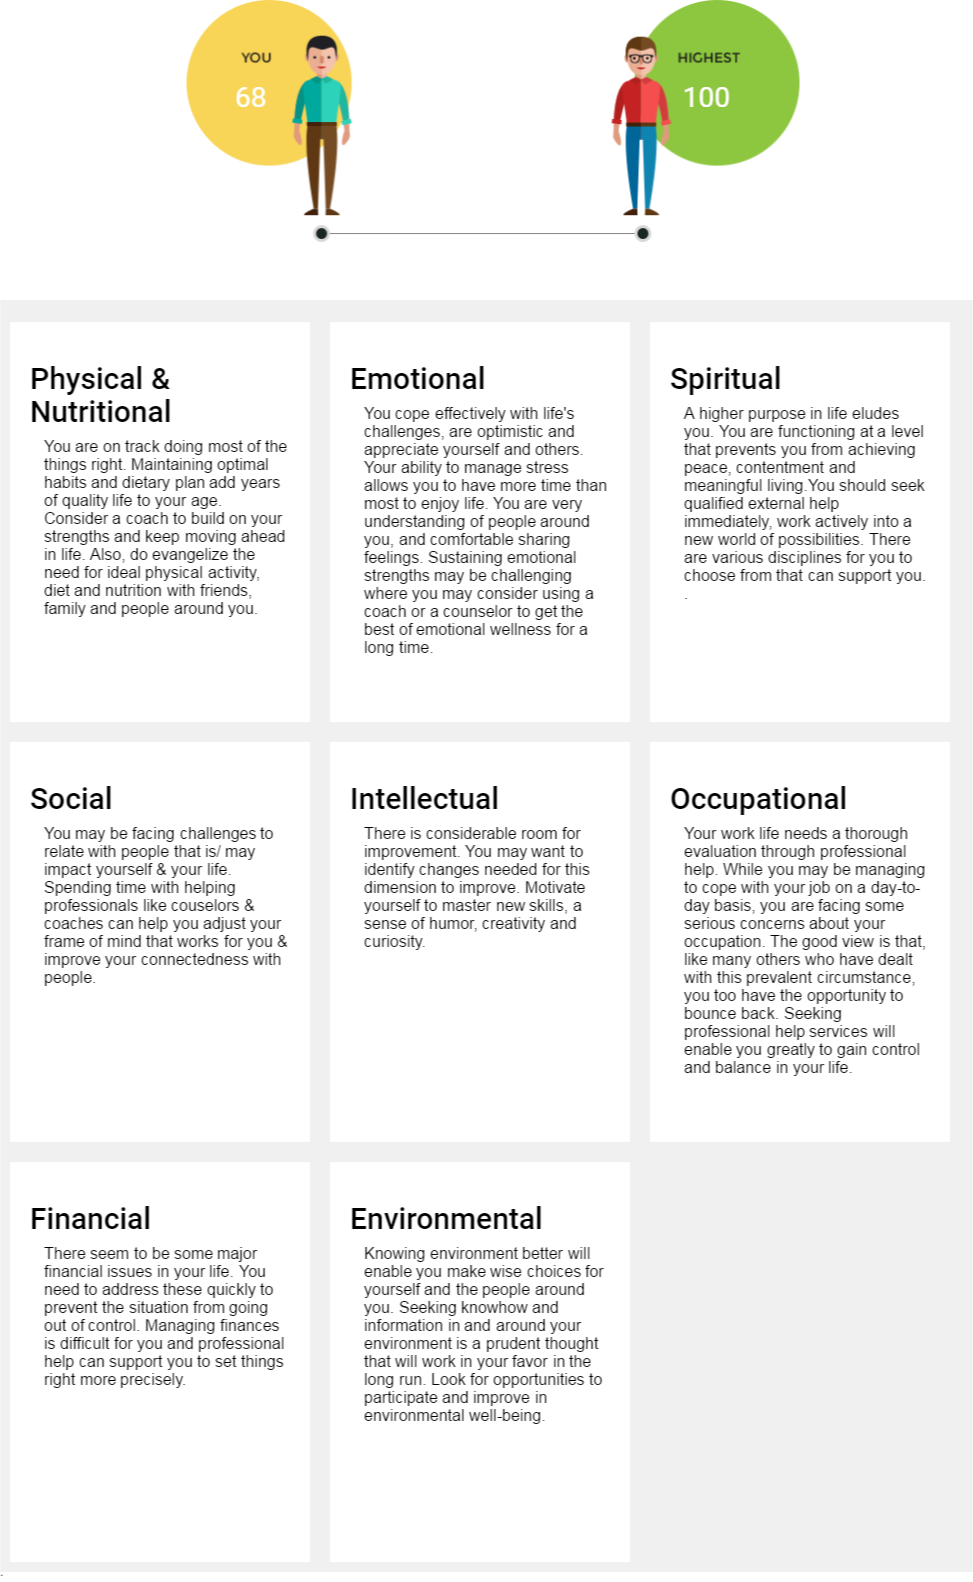 YOU
68
HIGHEST
100
Physical &
Nutritional
You are on track doing most of the
things right. Maintaining optimal
habits and dietary plan add years
of quality life to your age.
Consider a coach to build on your
strengths and keep moving ahead
in life. Also, do evangelize the
need for ideal physical activity,
diet and nutrition with friends,
family and people around you.
Emotional
You cope effectively with life's
challenges, are optimistic and
appreciate yourself and others.
Your ability to manage stress
allows you to have more time than
most to enjoy life. You are very
understanding of people around
you, and comfortable sharing
feelings. Sustaining emotional
strengths may be challenging
where you may consider using a
coach or a counselor to get the
best of emotional wellness for a
long time.
Spiritual
A higher purpose in life eludes
you. You are functioning at a level
that prevents you from achieving
peace, contentment and
meaningful living.You should seek
qualified external help
immediately, work actively into a
new world of possibilities. There
are various disciplines for you to
choose from that can support you.
.
Social
You may be facing challenges to
relate with people that is/ may
impact yourself & your life.
Spending time with helping
professionals like couselors &
coaches can help you adjust your
frame of mind that works for you &
improve your connectedness with
people.
Intellectual
There is considerable room for
improvement. You may want to
identify changes needed for this
dimension to improve. Motivate
yourself to master new skills, a
sense of humor, creativity and
curiosity.
Occupational
Your work life needs a thorough
evaluation through professional
help. While you may be managing
to cope with your job on a day-to-
day basis, you are facing some
serious concerns about your
occupation. The good view is that,
like many others who have dealt
with this prevalent circumstance,
you too have the opportunity to
bounce back. Seeking
professional help services will
enable you greatly to gain control
and balance in your life.
Financial
There seem to be some major
financial issues in your life. You
need to address these quickly to
prevent the situation from going
out of control. Managing finances
is difficult for you and professional
help can support you to set things
right more precisely.
Environmental
Knowing environment better will
enable you make wise choices for
yourself and the people around
you. Seeking knowhow and
information in and around your
environment is a prudent thought
that will work in your favor in the
long run. Look for opportunities to
participate and improve in
environmental well-being.